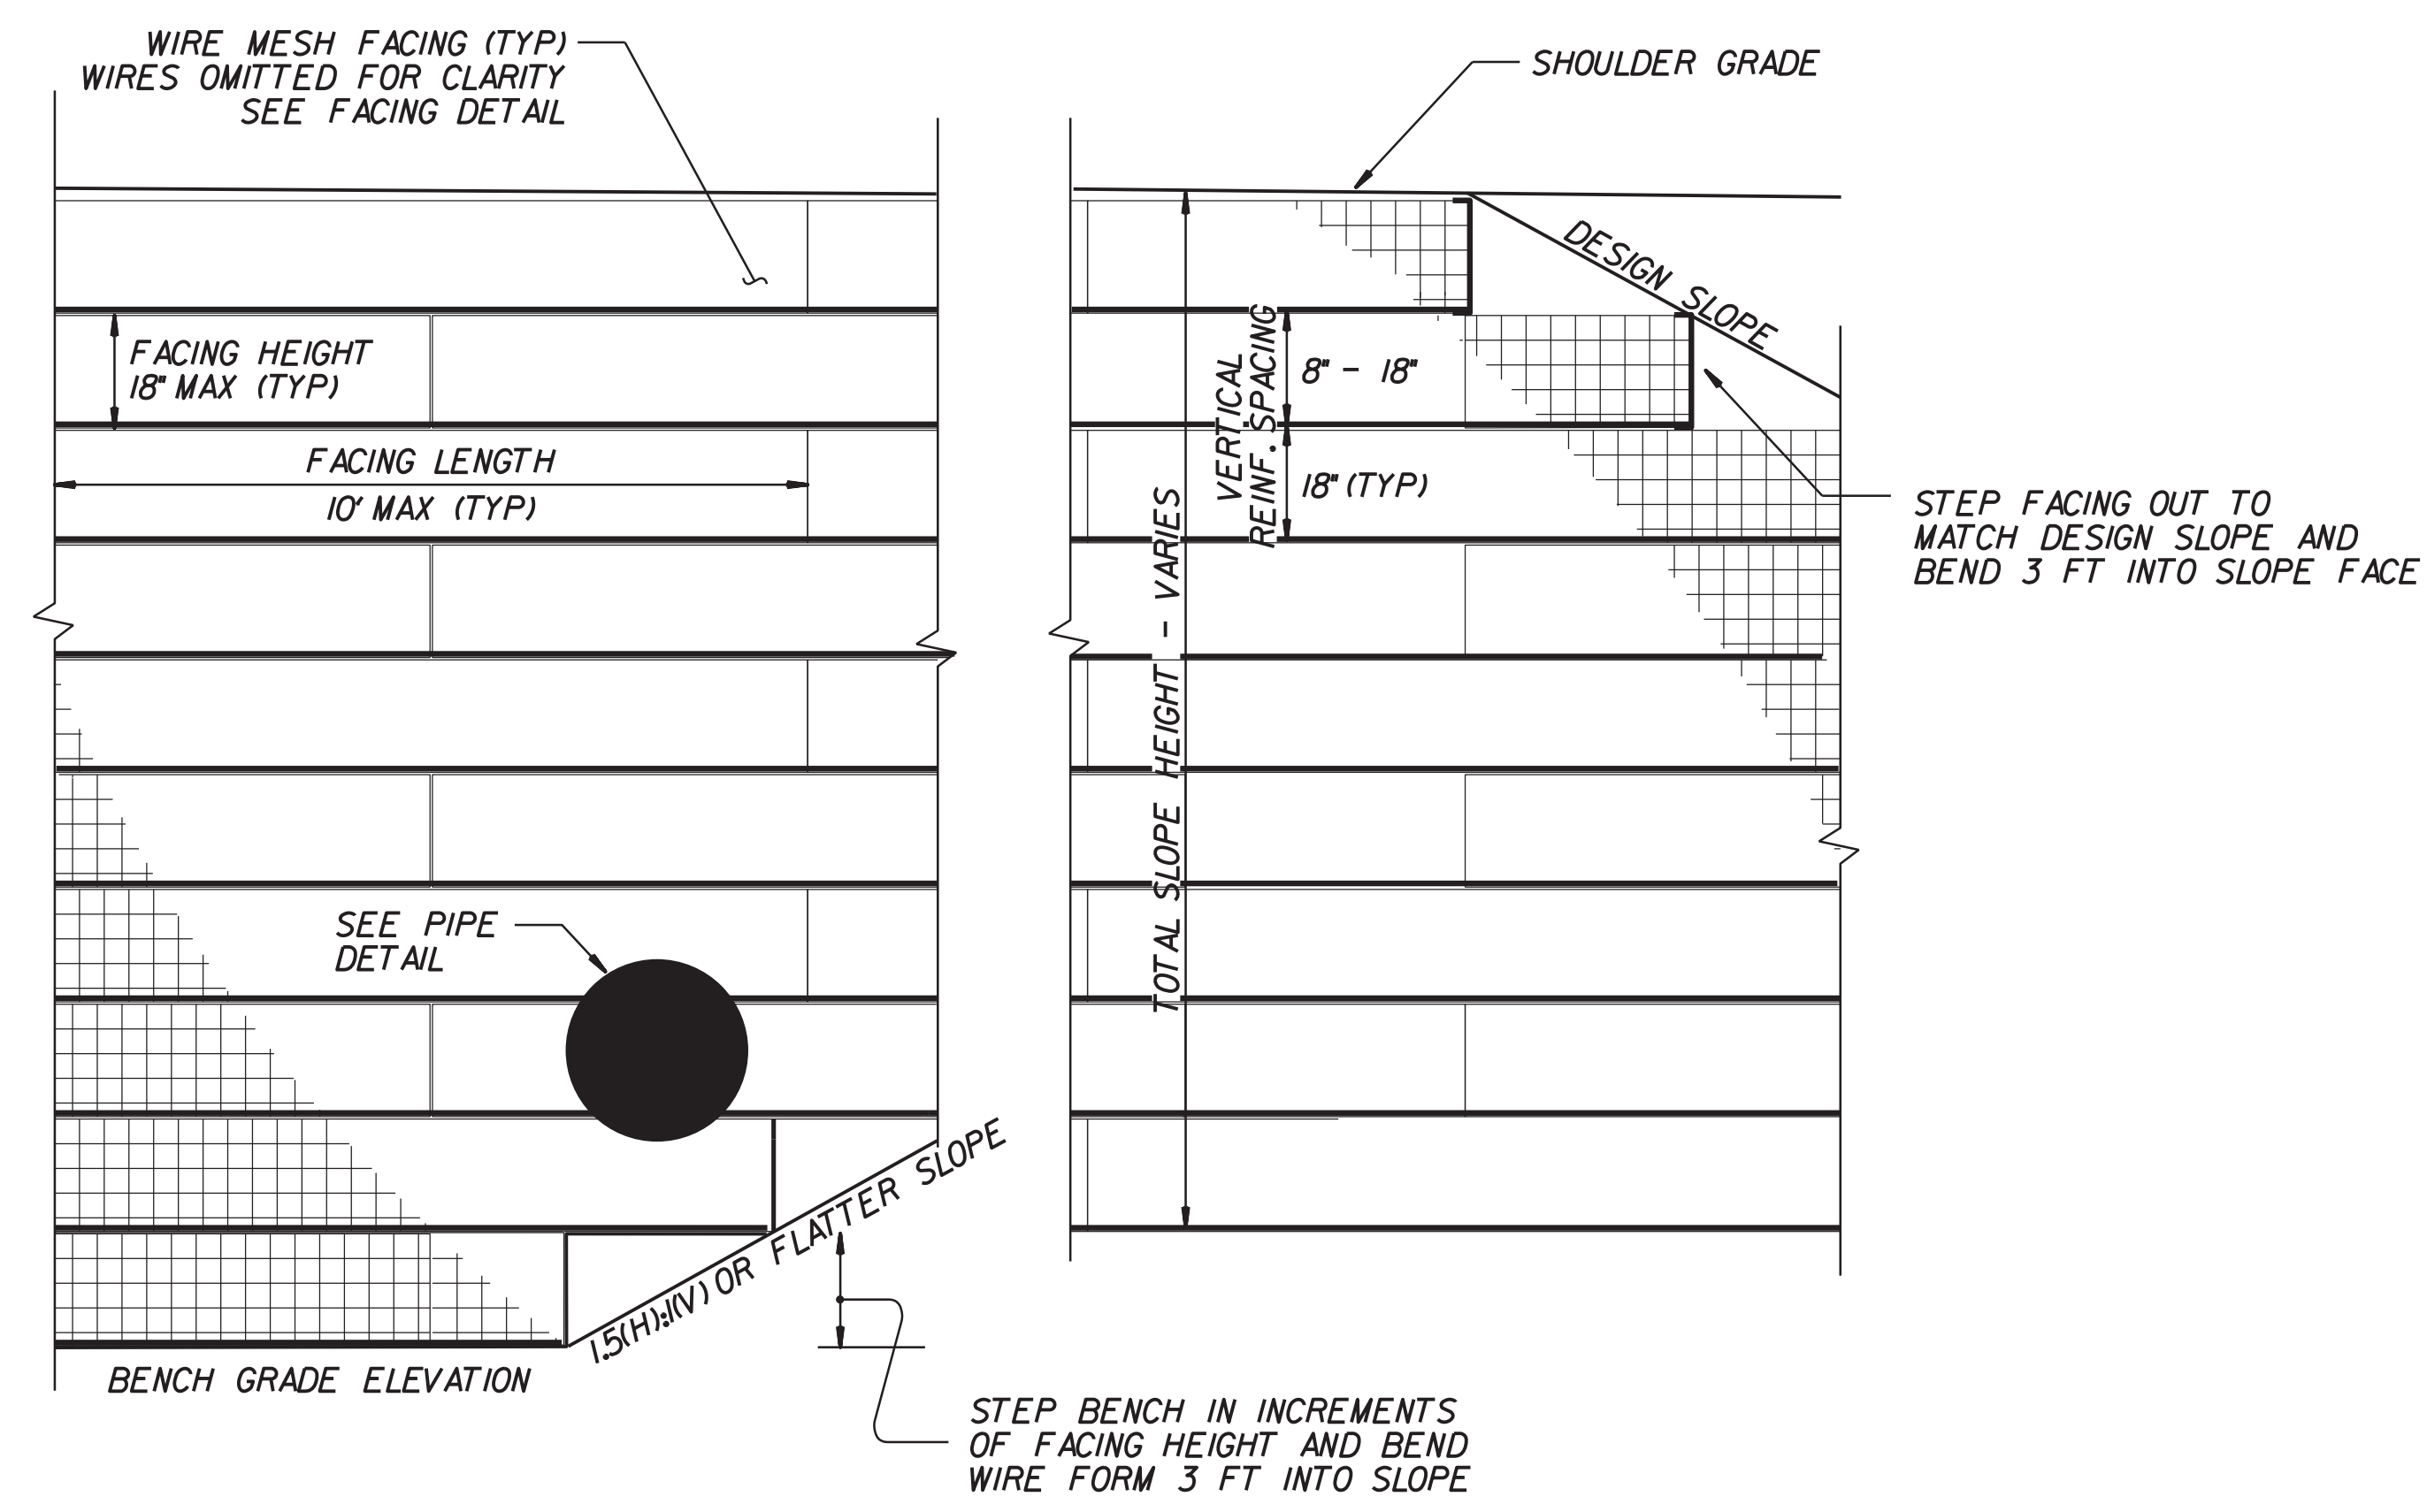 WIRE MESH FACING (TYP)
WIRES OMITTED FOR CLARITY
SEE FACING DETAIL
SHOULDER GRADE
DESIGN SLOPE
FACING HEIGHT
18" MAX (TYP)
FACING LENGTH
10' MAX (TYP)
VERTICAL
REINF. SPACING
8" - 18"
18" (TYP)
STEP FACING OUT TO
MATCH DESIGN SLOPE AND
BEND 3 FT INTO SLOPE FACE
TOTAL SLOPE HEIGHT - VARIES
SEE PIPE
DETAIL
1.5(H):1(V) OR FLATTER SLOPE
BENCH GRADE ELEVATION
STEP BENCH IN INCREMENTS
OF FACING HEIGHT AND BEND
WIRE FORM 3 FT INTO SLOPE